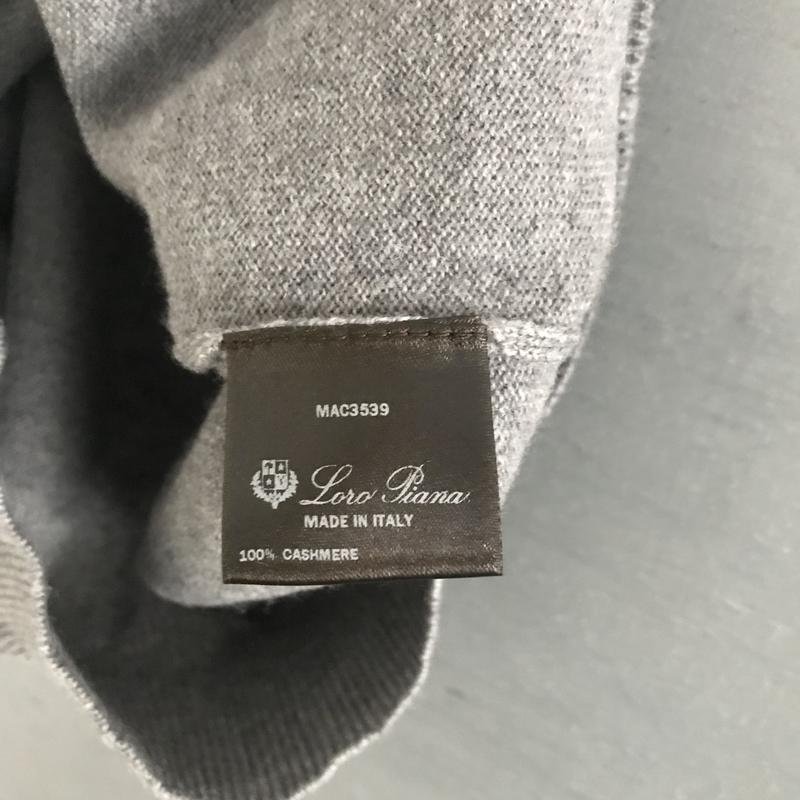 MAC3539
Loro Piana
MADE IN ITALY
100% CASHMERE